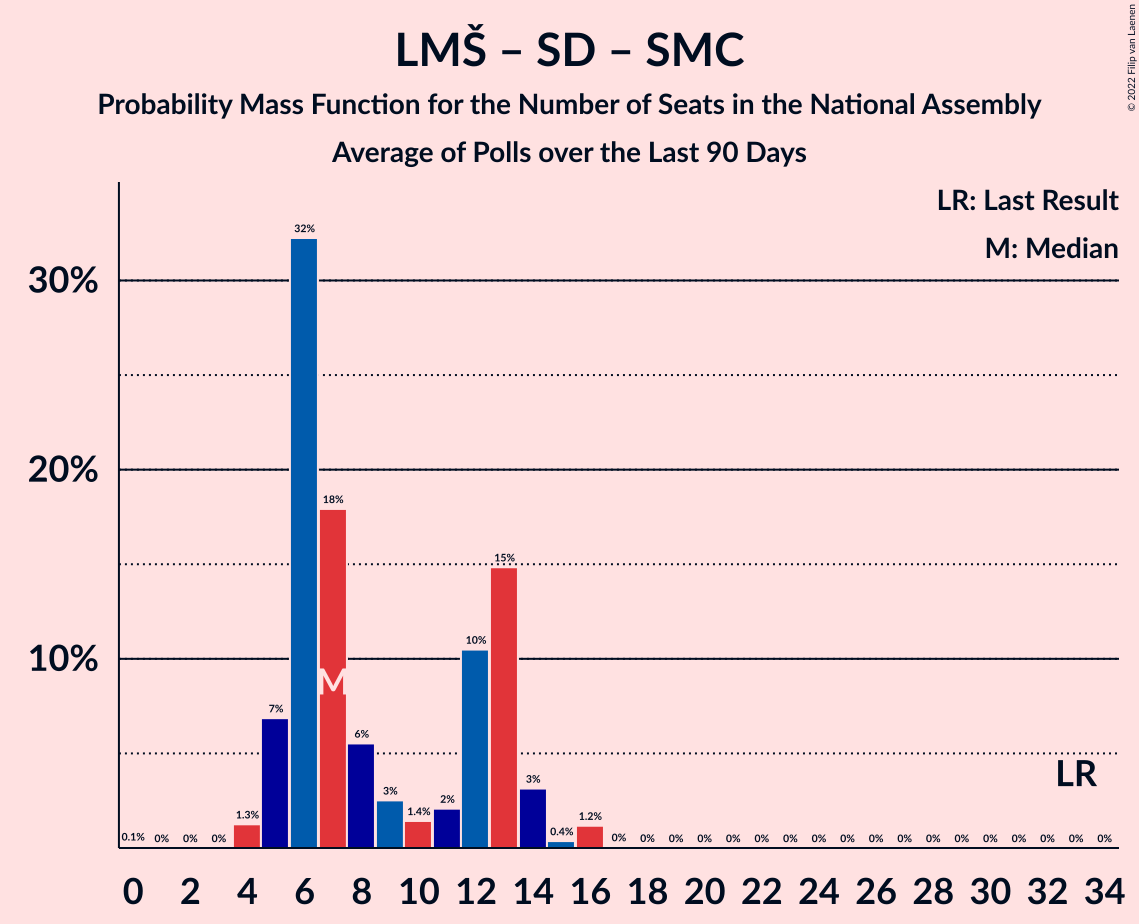 © 2022 Filip van Laenen
LMŠ – SD – SMC
Probability Mass Function for the Number of Seats in the National Assembly
Average of Polls over the Last 90 Days
LR: Last Result
M: Median
30%
20%
10%
0.1% 0% 0% 0% 1.3% 7% 32% 18% 6% 3% 1.4% 2% 10% 15% 3% 0.4% 1.2% 0% 0% 0% 0% 0% 0% 0% 0% 0% 0% 0% 0% 0% 0% 0% 0% 0% 0%
M
LR
0 2 4 6 8 10 12 14 16 18 20 22 24 26 28 30 32 34